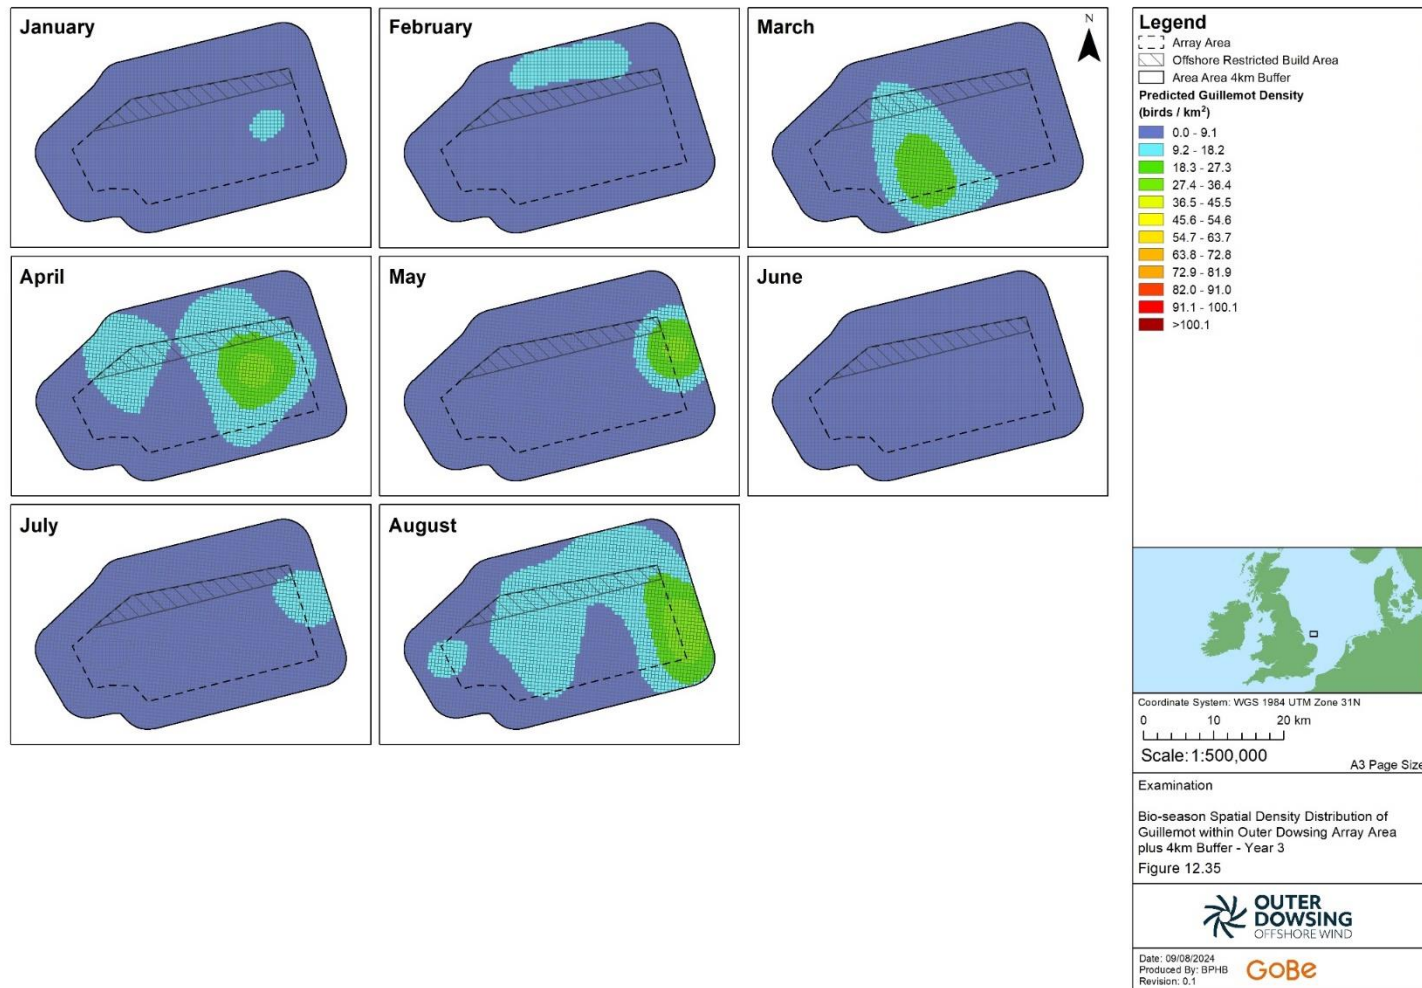 January
February
March
N
April
May
June
July
August
Legend
Array Area
Offshore Restricted Build Area
Area Area 4km Buffer
Predicted Guillemot Density
(birds / km²)
0.0 - 9.1
9.2 - 18.2
18.3 - 27.3
27.4 - 36.4
36.5 - 45.5
45.6 - 54.6
54.7 - 63.7
63.8 - 72.8
72.9 - 81.9
82.0 - 91.0
91.1 - 100.1
>100.1
Coordinate System: WGS 1984 UTM Zone 31N
0 10 20 km
Scale: 1:500,000
A3 Page Size
Examination
Bio-season Spatial Density Distribution of
Guillemot within Outer Dowsing Array Area
plus 4km Buffer - Year 3
Figure 12.35
OUTER
DOWSING
OFFSHORE WIND
Date: 09/08/2024
Produced By: BPHB
Revision: 0.1
GoBe